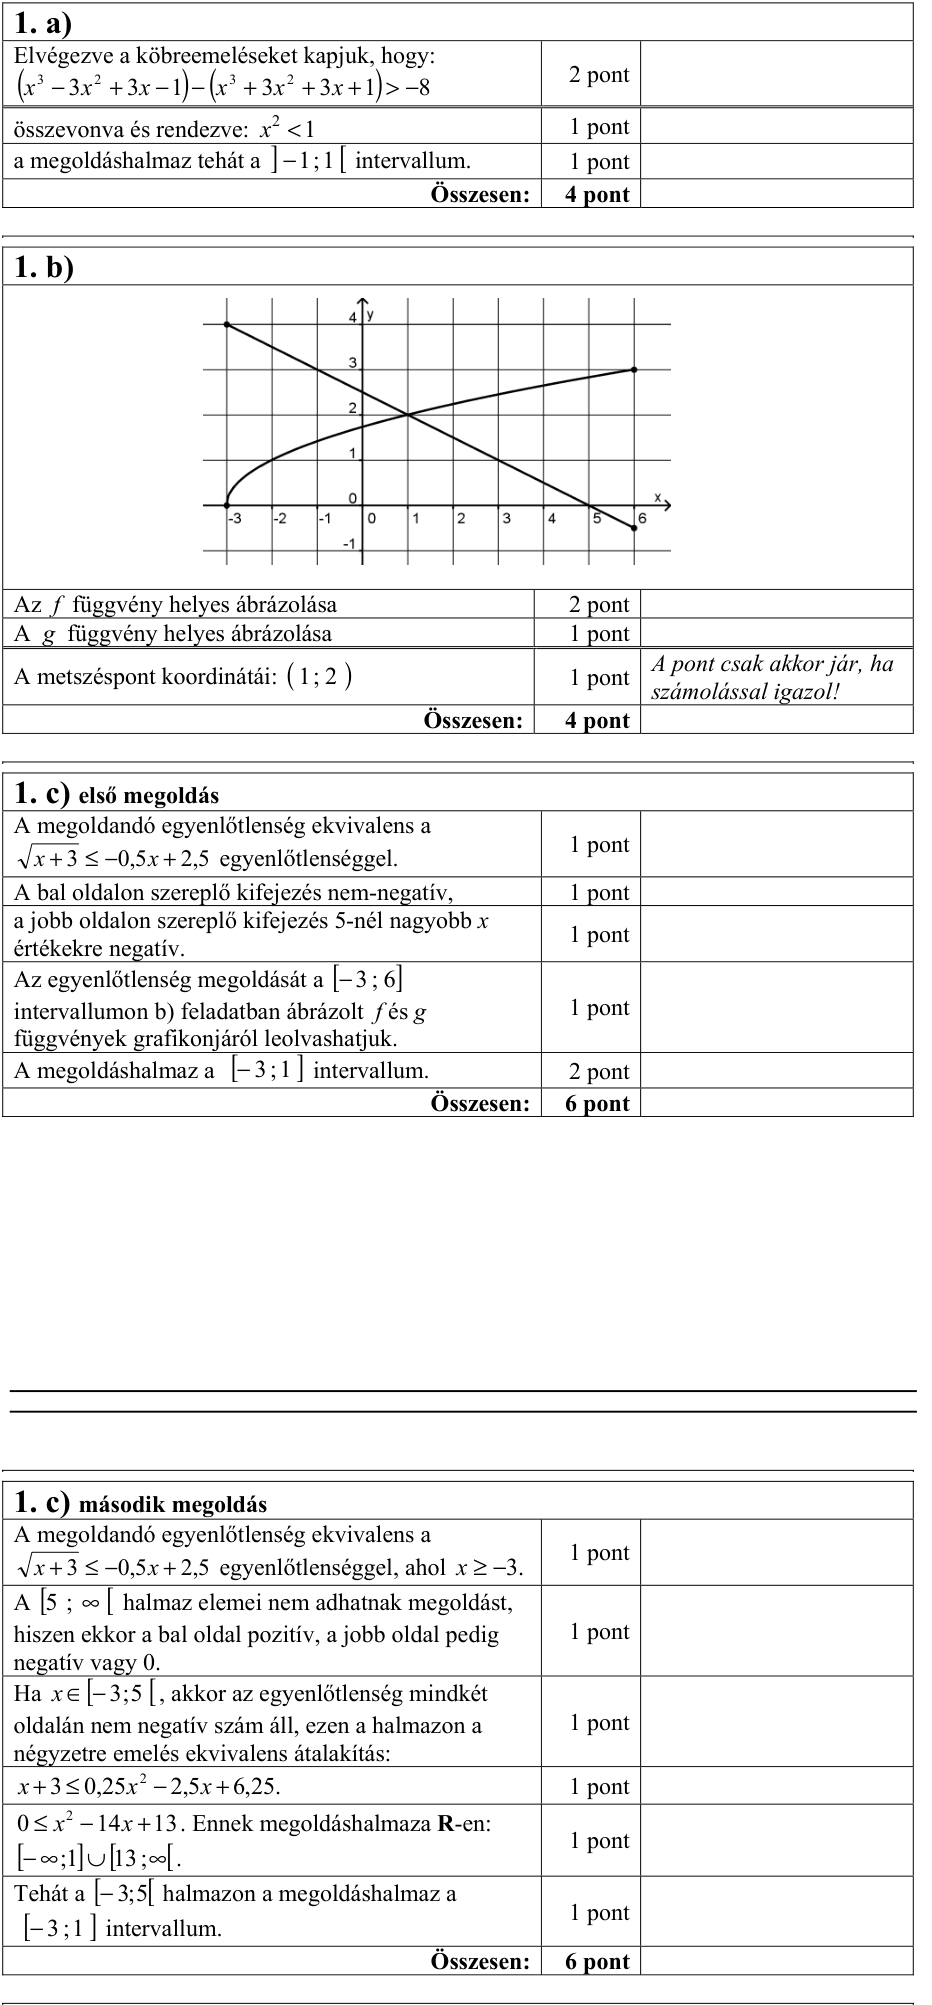 1. a)
Elvégezve a köbreemeléseket kapjuk, hogy:
(x³ − 3x² + 3x − 1) − (x³ + 3x² + 3x + 1) > −8
2 pont
összevonva és rendezve: x² < 1
1 pont
a megoldáshalmaz tehát a ]−1; 1[ intervallum.
1 pont
Összesen: 4 pont
1. b)
4 y
3
2
1
0 x
-3 -2 -1 0 1 2 3 4 5 6
-1
Az f függvény helyes ábrázolása 2 pont
A g függvény helyes ábrázolása 1 pont
A metszéspont koordinátái: (1; 2) 1 pont
A pont csak akkor jár, ha
számolással igazol!
Összesen: 4 pont
1. c) első megoldás
A megoldandó egyenlőtlenség ekvivalens a
√(x+3) ≤ −0,5x + 2,5 egyenlőtlenséggel.
1 pont
A bal oldalon szereplő kifejezés nem-negatív, 1 pont
a jobb oldalon szereplő kifejezés 5-nél nagyobb x
értékekre negatív.
1 pont
Az egyenlőtlenség megoldását a [−3; 6]
intervallumon b) feladatban ábrázolt f és g
függvények grafikonjáról leolvashatjuk.
1 pont
A megoldáshalmaz a [−3; 1] intervallum. 2 pont
Összesen: 6 pont
1. c) második megoldás
A megoldandó egyenlőtlenség ekvivalens a
√(x+3) ≤ −0,5x + 2,5 egyenlőtlenséggel, ahol x ≥ −3.
1 pont
A [5 ; ∞[ halmaz elemei nem adhatnak megoldást,
hiszen ekkor a bal oldal pozitív, a jobb oldal pedig
negatív vagy 0.
1 pont
Ha x∈[−3;5[, akkor az egyenlőtlenség mindkét
oldalán nem negatív szám áll, ezen a halmazon a
négyzetre emelés ekvivalens átalakítás:
1 pont
x + 3 ≤ 0,25x² − 2,5x + 6,25.
1 pont
0 ≤ x² − 14x + 13. Ennek megoldáshalmaza R-en:
[−∞;1]∪[13;∞[.
1 pont
Tehát a [−3;5[ halmazon a megoldáshalmaz a
[−3;1] intervallum.
1 pont
Összesen: 6 pont